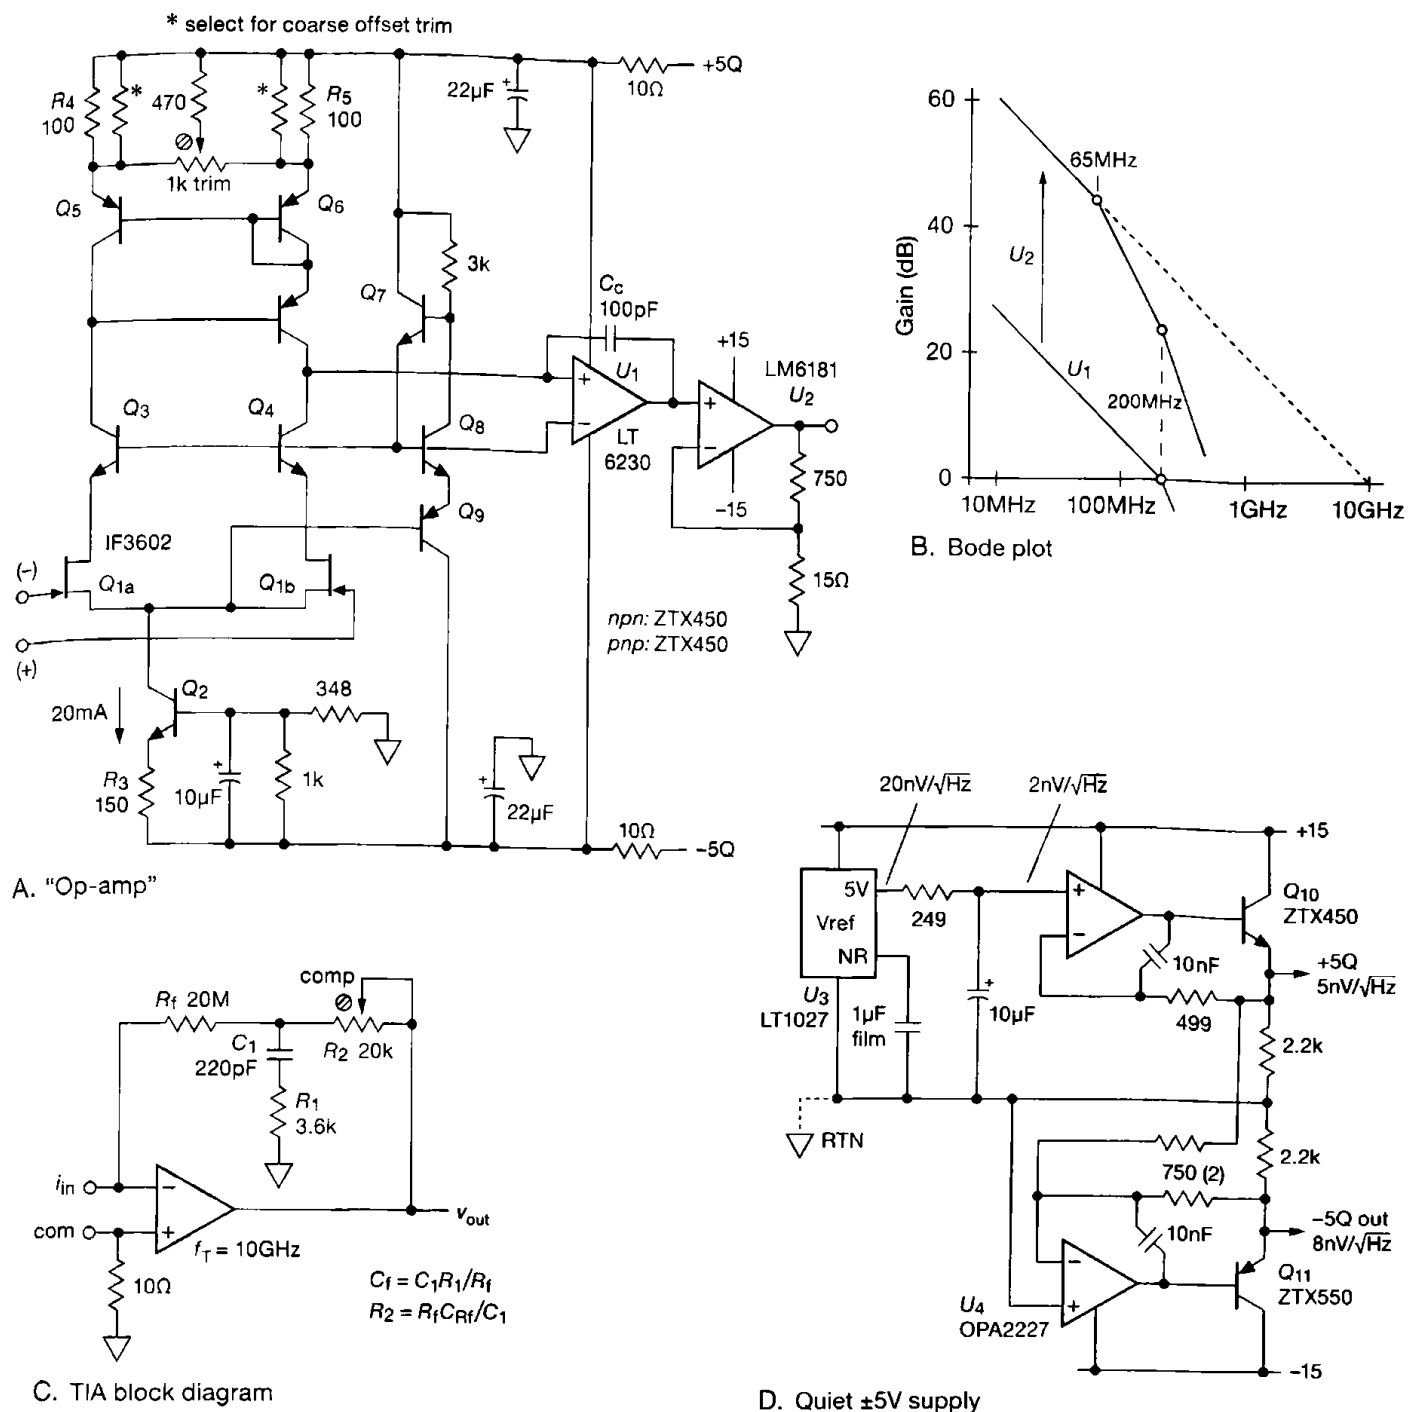 * select for coarse offset trim
R4
100
*
470
*
R5
100
1k trim
22µF
+
10Ω
+5Q
Q5
Q6
3k
Q7
Cc
100pF
+15
LM6181
U2
U1
+
−
LT
6230
+
−
−15
750
15Ω
Q3
Q4
Q8
Q9
IF3602
(−)
Q1a
Q1b
(+)
npn: ZTX450
pnp: ZTX450
20mA
Q2
348
R3
150
+
10µF
1k
+
22µF
10Ω
−5Q
A. "Op-amp"
Gain (dB)
60
40
20
0
65MHz
U2
U1
200MHz
10MHz
100MHz
1GHz
10GHz
B. Bode plot
comp
Rf 20M
C1
220pF
R2 20k
R1
3.6k
iin
−
com
+
vout
fT = 10GHz
10Ω
Cf = C1R1/Rf
R2 = RfCRf/C1
C. TIA block diagram
20nV/√Hz
2nV/√Hz
+15
5V
Vref
NR
249
U3
LT1027
1µF
film
+
10µF
+
−
Q10
ZTX450
10nF
+5Q
5nV/√Hz
499
2.2k
RTN
750 (2)
2.2k
10nF
−5Q out
8nV/√Hz
−
+
Q11
ZTX550
U4
OPA2227
−15
D. Quiet ±5V supply